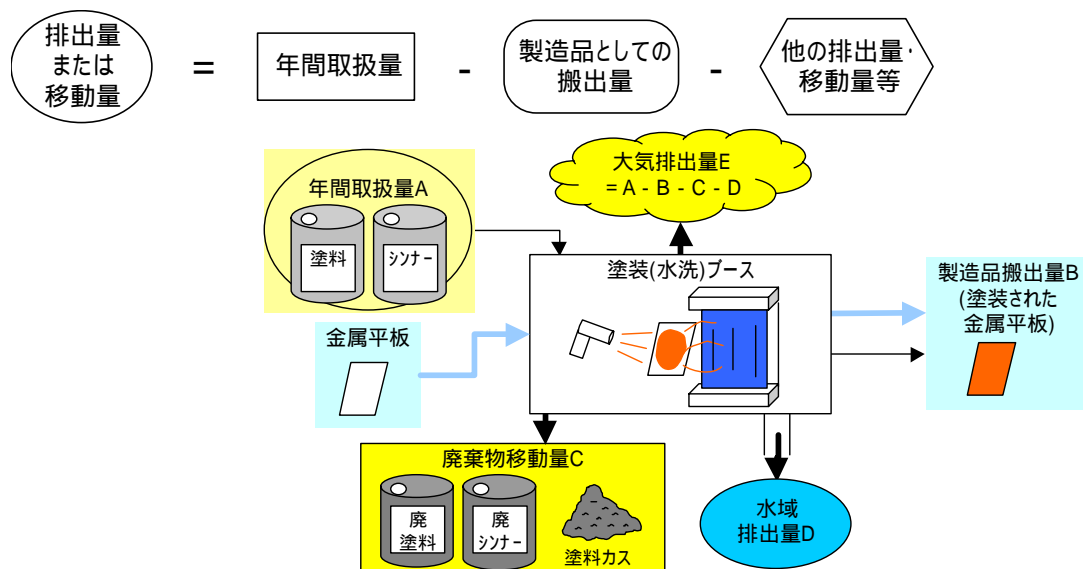 排出量
または
移動量
=
年間取扱量
-
製造品としての
搬出量
-
他の排出量･
移動量等
大気排出量E
= A - B - C - D
年間取扱量A
塗料
ｼﾝﾅｰ
塗装(水洗)ﾌﾞｰｽ
製造品搬出量B
(塗装された
金属平板)
金属平板
廃棄物移動量C
廃
塗料
廃
ｼﾝﾅｰ
塗料カス
水域
排出量D